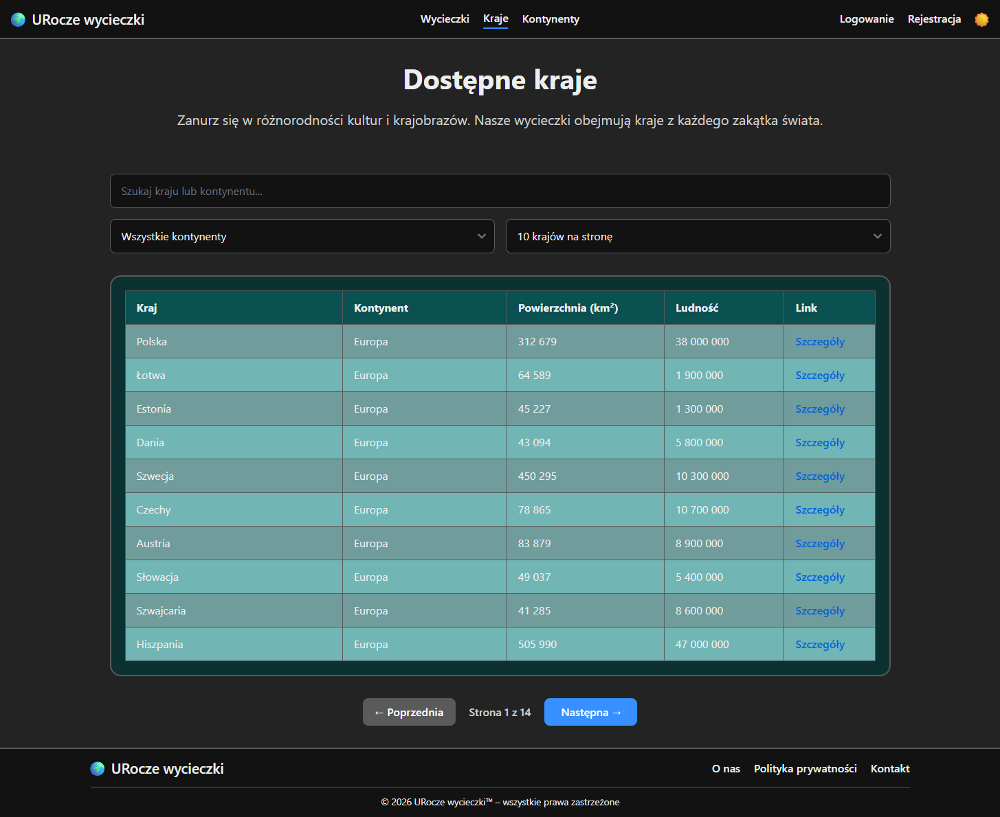 URocze wycieczki
Wycieczki Kraje Kontynenty
Logowanie Rejestracja
Dostępne kraje
Zanurz się w różnorodności kultur i krajobrazów. Nasze wycieczki obejmują kraje z każdego zakątka świata.
Szukaj kraju lub kontynentu...
Wszystkie kontynenty
10 krajów na stronę
Kraj Kontynent Powierzchnia (km²) Ludność Link
Polska Europa 312 679 38 000 000 Szczegóły
Łotwa Europa 64 589 1 900 000 Szczegóły
Estonia Europa 45 227 1 300 000 Szczegóły
Dania Europa 43 094 5 800 000 Szczegóły
Szwecja Europa 450 295 10 300 000 Szczegóły
Czechy Europa 78 865 10 700 000 Szczegóły
Austria Europa 83 879 8 900 000 Szczegóły
Słowacja Europa 49 037 5 400 000 Szczegóły
Szwajcaria Europa 41 285 8 600 000 Szczegóły
Hiszpania Europa 505 990 47 000 000 Szczegóły
← Poprzednia Strona 1 z 14 Następna →
URocze wycieczki
O nas Polityka prywatności Kontakt
© 2026 URocze wycieczki™ – wszystkie prawa zastrzeżone